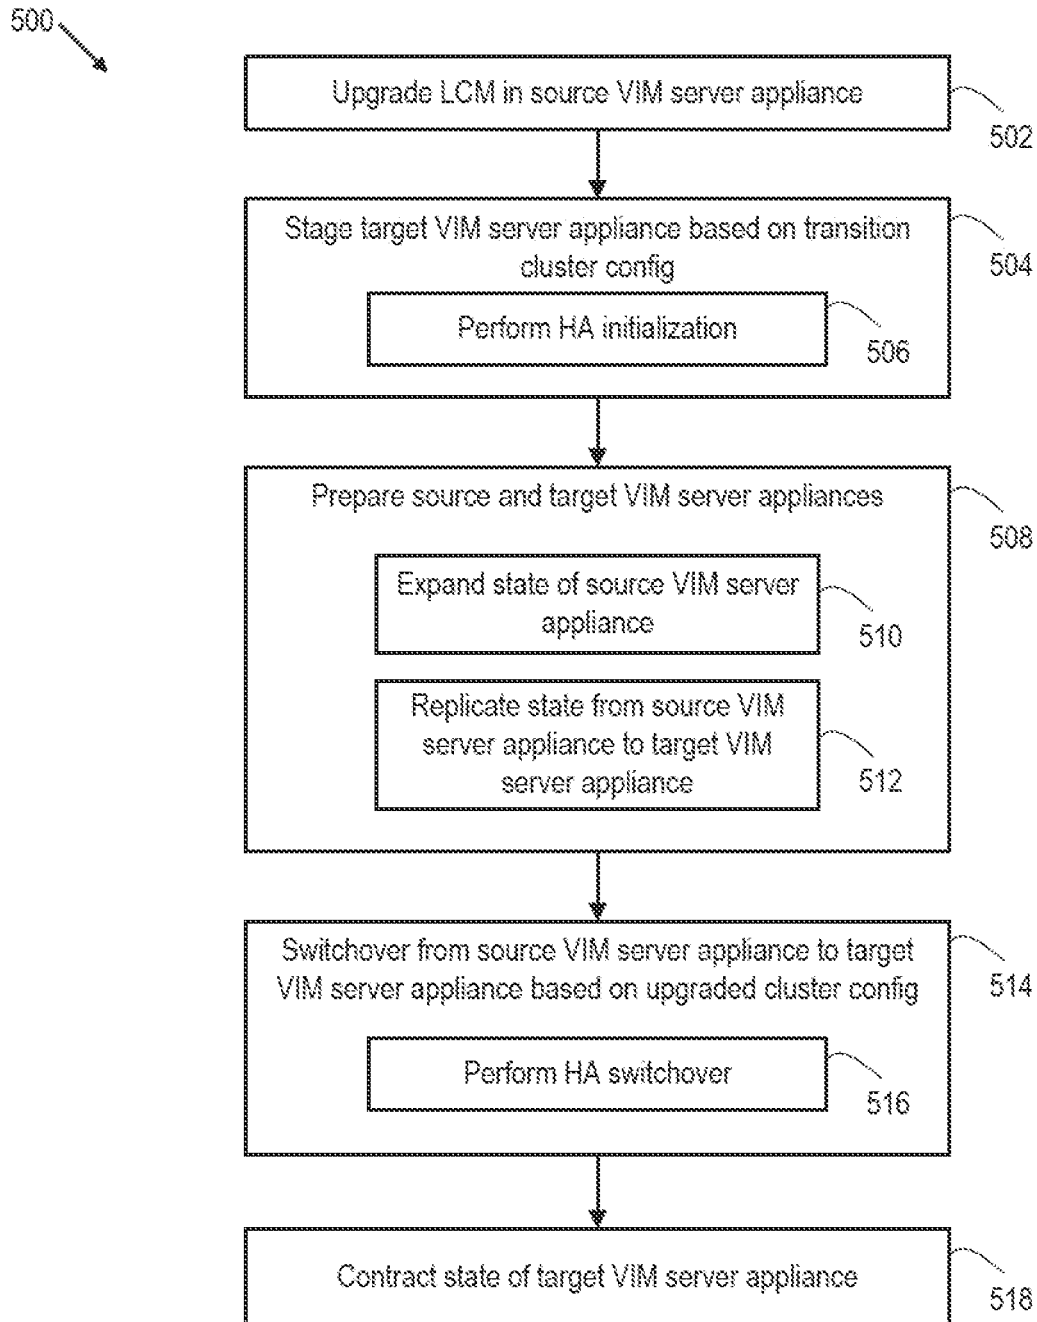 500
Upgrade LCM in source VIM server appliance
502
Stage target VIM server appliance based on transition
cluster config
504
Perform HA initialization
506
Prepare source and target VIM server appliances
508
Expand state of source VIM server
appliance
510
Replicate state from source VIM
server appliance to target VIM
server appliance
512
Switchover from source VIM server appliance to target
VIM server appliance based on upgraded cluster config
514
Perform HA switchover
516
Contract state of target VIM server appliance
518